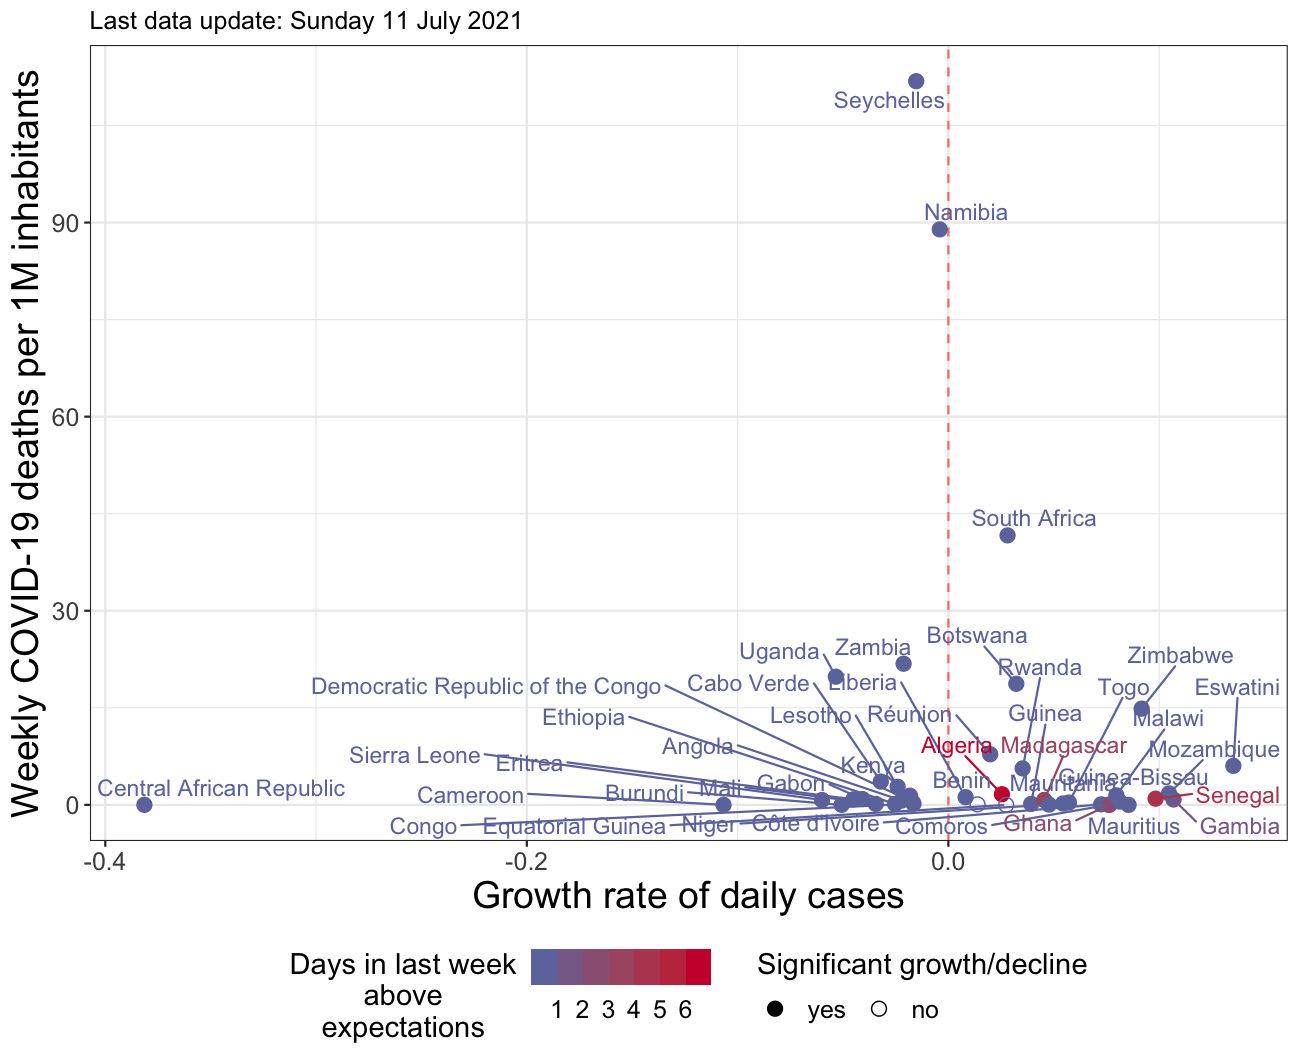 Last data update: Sunday 11 July 2021
Weekly COVID-19 deaths per 1M inhabitants
90
60
30
0
Seychelles
Namibia
South Africa
Botswana
Uganda
Zambia
Zimbabwe
Rwanda
Democratic Republic of the Congo
Cabo Verde
Liberia
Togo
Eswatini
Ethiopia
Lesotho
Réunion
Guinea
Malawi
Angola
Algeria
Madagascar
Mozambique
Sierra Leone
Eritrea
Kenya
Central African Republic
Cameroon
Burundi
Mali
Gabon
Benin
Mauritania
Guinea-Bissau
Senegal
Congo
Equatorial Guinea
Niger
Côte d'Ivoire
Comoros
Ghana
Mauritius
Gambia
-0.4
-0.2
0.0
Growth rate of daily cases
Days in last week
above
expectations
1 2 3 4 5 6
Significant growth/decline
yes
no